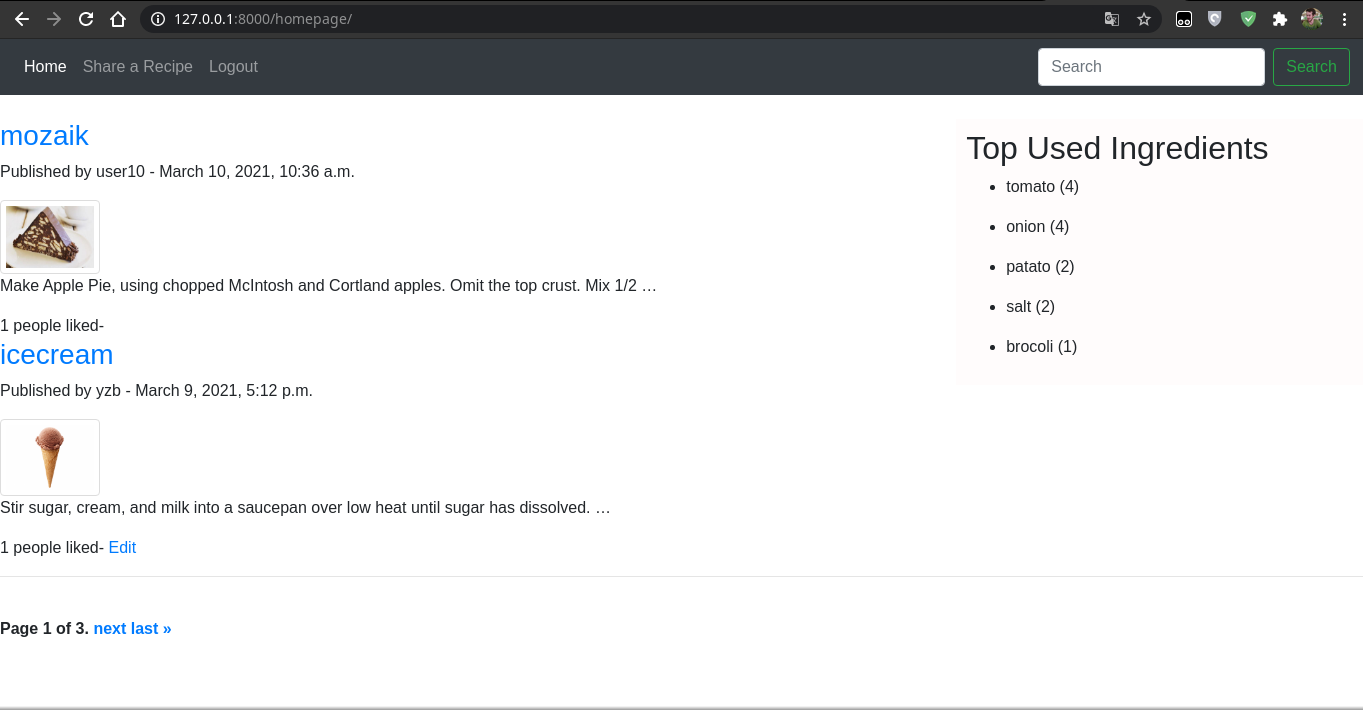 127.0.0.1:8000/homepage/
Home Share a Recipe Logout Search Search
mozaik
Published by user10 - March 10, 2021, 10:36 a.m.
Make Apple Pie, using chopped McIntosh and Cortland apples. Omit the top crust. Mix 1/2 …
1 people liked-
icecream
Published by yzb - March 9, 2021, 5:12 p.m.
Stir sugar, cream, and milk into a saucepan over low heat until sugar has dissolved. …
1 people liked- Edit
Page 1 of 3. next last »
Top Used Ingredients
tomato (4)
onion (4)
patato (2)
salt (2)
brocoli (1)